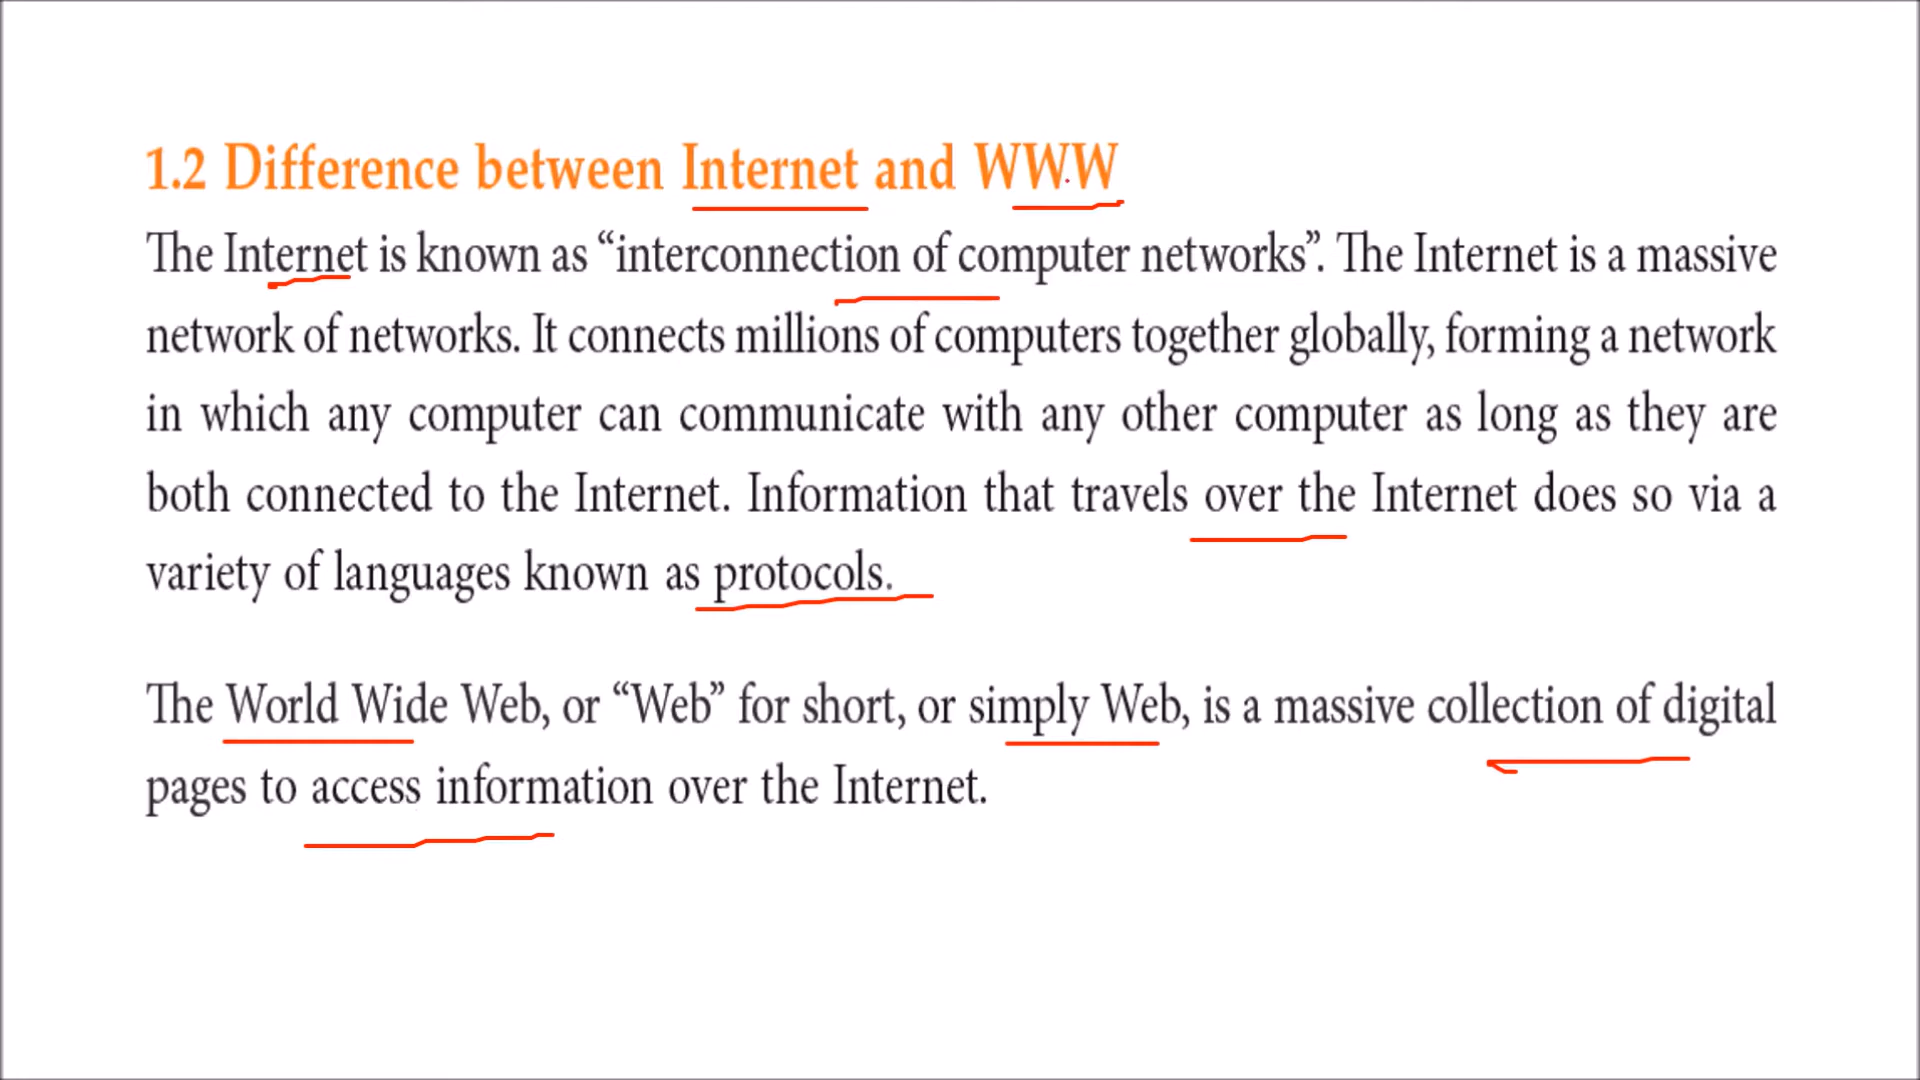 1.2 Difference between Internet and WWW
The Internet is known as “interconnection of computer networks”. The Internet is a massive
network of networks. It connects millions of computers together globally, forming a network
in which any computer can communicate with any other computer as long as they are
both connected to the Internet. Information that travels over the Internet does so via a
variety of languages known as protocols.
The World Wide Web, or “Web” for short, or simply Web, is a massive collection of digital
pages to access information over the Internet.